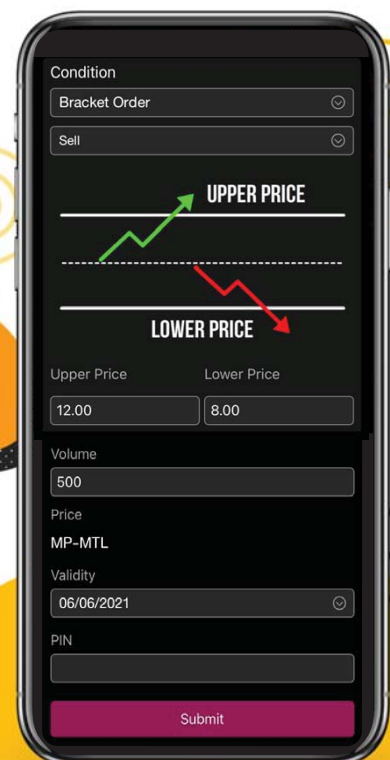 Condition
Bracket Order
Sell
UPPER PRICE
LOWER PRICE
Upper Price Lower Price
12.00 8.00
Volume
500
Price
MP-MTL
Validity
06/06/2021
PIN
Submit